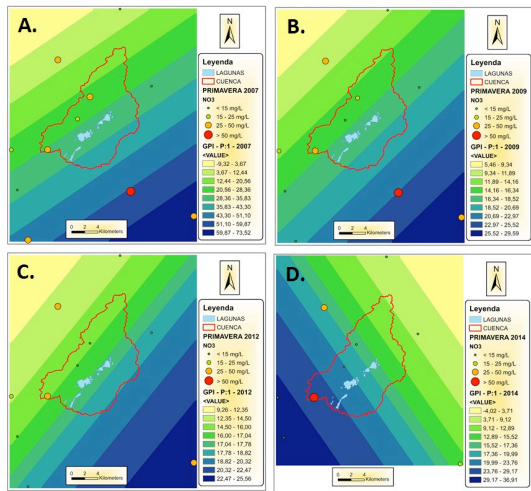 A.
N
Leyenda
LAGUNAS
CUENCA
PRIMAVERA 2007
NO3
< 15 mg/L
15 - 25 mg/L
25 - 50 mg/L
> 50 mg/L
GPI - P:1 - 2007
<VALUE>
-9,32 - 3,67
3,67 - 12,44
12,44 - 20,56
20,56 - 28,36
28,36 - 35,83
35,83 - 43,30
43,30 - 51,10
51,10 - 59,87
59,87 - 73,52
0 2 4
Kilometers
B.
N
Leyenda
LAGUNAS
CUENCA
PRIMAVERA 2009
NO3
< 15 mg/L
15 - 25 mg/L
25 - 50 mg/L
> 50 mg/L
GPI - P:1 - 2009
<VALUE>
5,46 - 9,34
9,34 - 11,89
11,89 - 14,16
14,16 - 16,34
16,34 - 18,52
18,52 - 20,69
20,69 - 22,97
22,97 - 25,52
25,52 - 29,59
0 2 4
Kilometers
C.
N
Leyenda
LAGUNAS
CUENCA
PRIMAVERA 2012
NO3
< 15 mg/L
15 - 25 mg/L
25 - 50 mg/L
> 50 mg/L
GPI - P:1 - 2012
<VALUE>
9,26 - 12,35
12,35 - 14,50
14,50 - 16,00
16,00 - 17,04
17,04 - 17,78
17,78 - 18,82
18,82 - 20,32
20,32 - 22,47
22,47 - 25,56
0 2 4
Kilometers
D.
N
Leyenda
LAGUNAS
CUENCA
PRIMAVERA 2014
NO3
< 15 mg/L
15 - 25 mg/L
25 - 50 mg/L
> 50 mg/L
GPI - P:1 - 2014
<VALUE>
-4,02 - 3,71
3,71 - 9,12
9,12 - 12,89
12,89 - 15,52
15,52 - 17,36
17,36 - 19,99
19,99 - 23,76
23,76 - 29,17
29,17 - 36,91
0 2 4
Kilometers